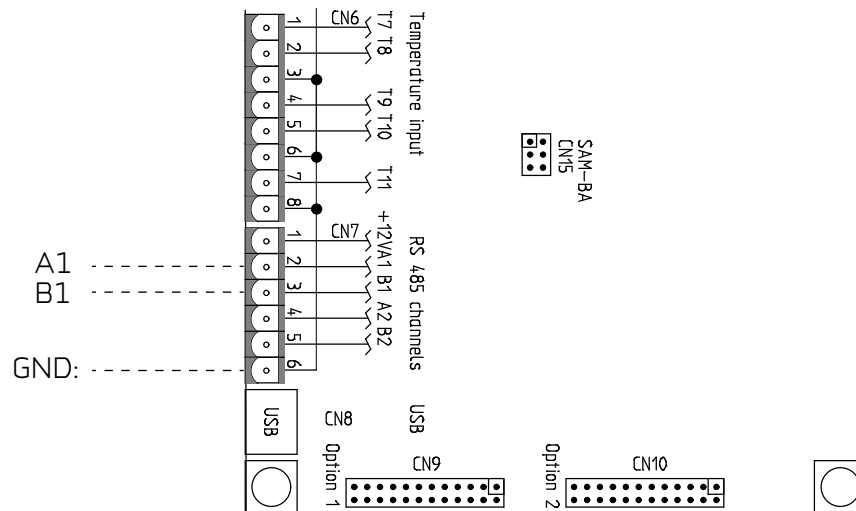 1 CN6 T7
2 T8
3
4 T9
5 T10
6
7 T11
8
Temperature input
SAM-BA
CN15
1 CN7 +12V
A1 2 A1
B1 3 B1
4 A2
5 B2
GND: 6
RS 485 channels
USB CN8 USB
Option 1 CN9
Option 2 CN10